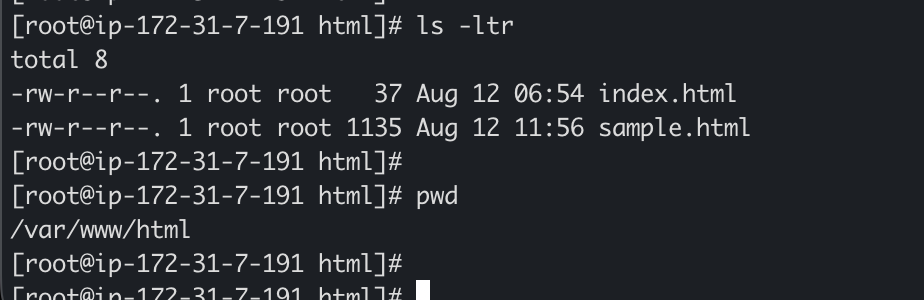 [root@ip-172-31-7-191 html]# ls -ltr
total 8
-rw-r--r--. 1 root root   37 Aug 12 06:54 index.html
-rw-r--r--. 1 root root 1135 Aug 12 11:56 sample.html
[root@ip-172-31-7-191 html]#
[root@ip-172-31-7-191 html]# pwd
/var/www/html
[root@ip-172-31-7-191 html]#
[root@ip-172-31-7-191 html]#